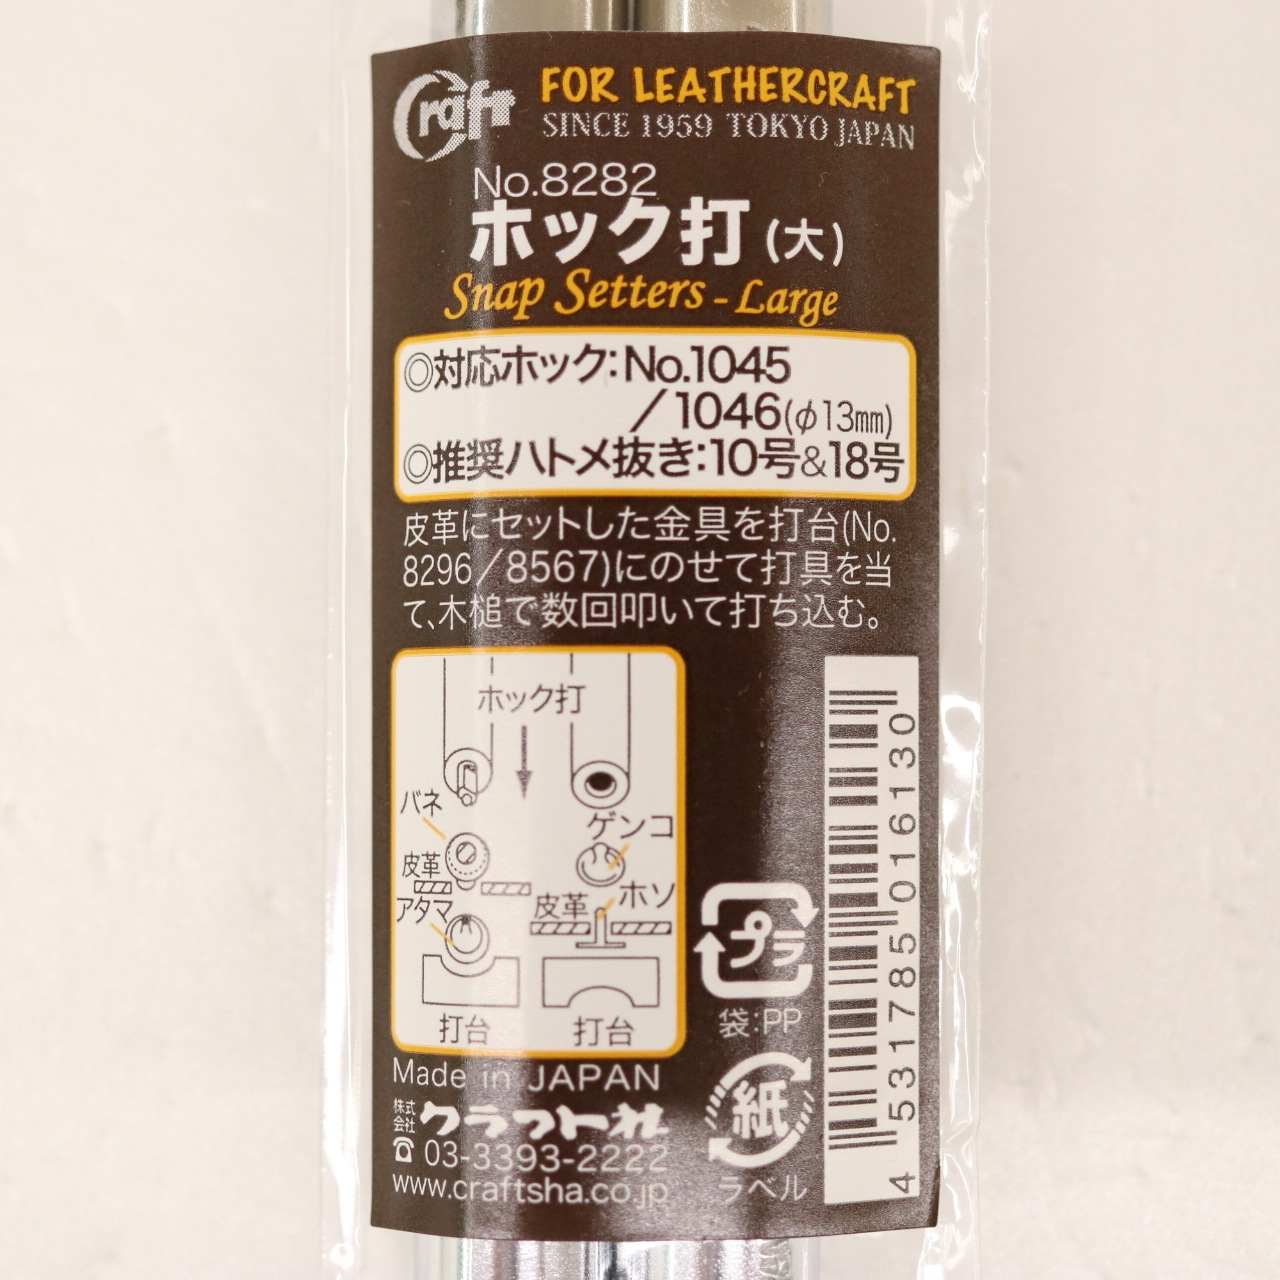 Craft
FOR LEATHERCRAFT
SINCE 1959 TOKYO JAPAN
No.8282
ホック打(大)
Snap Setters - Large
◎対応ホック:No.1045
/1046(φ13mm)
◎推奨ハトメ抜き:10号&18号
皮革にセットした金具を打台(No.
8296/8567)にのせて打具を当
て、木槌で数回叩いて打ち込む。
ホック打
バネ
ゲンコ
皮革
ホソ
アタマ
皮革
打台
打台
プラ
袋:PP
紙
ラベル
Made in JAPAN
株式会社クラフト社
☎03-3393-2222
www.craftsha.co.jp
4531785016130